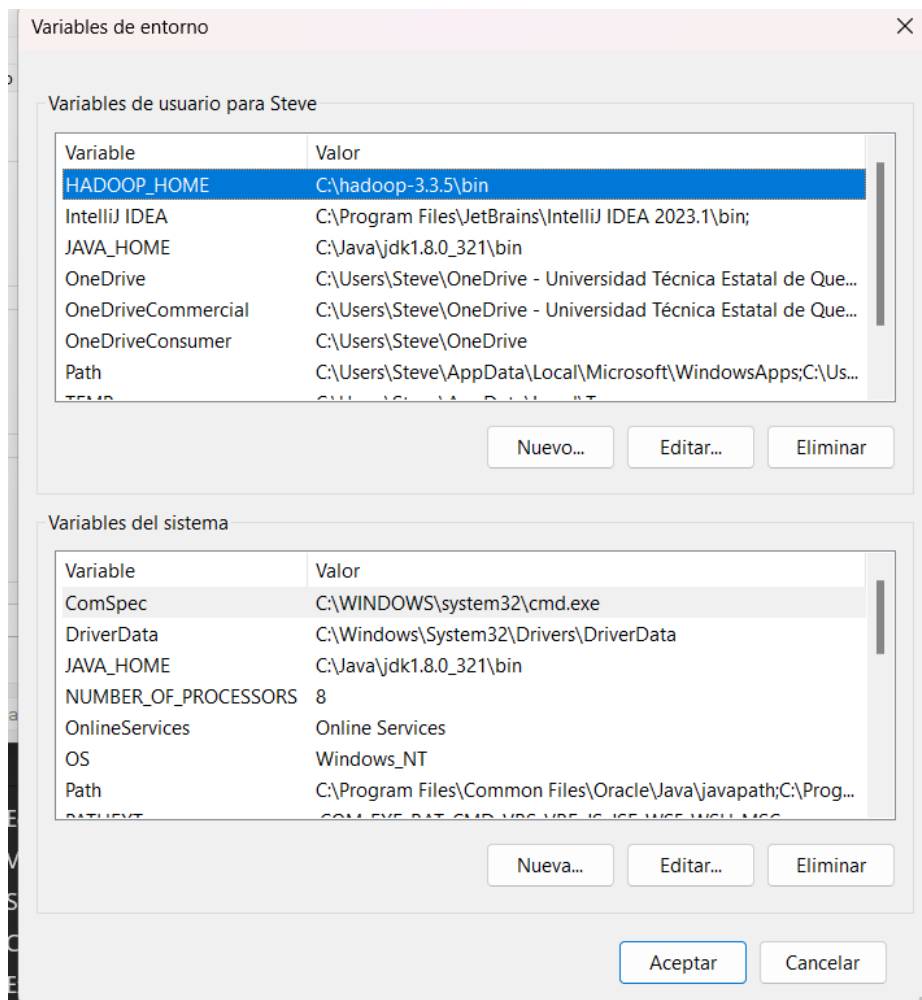 Variables de entorno
Variables de usuario para Steve
Variable Valor
HADOOP_HOME C:\hadoop-3.3.5\bin
IntelliJ IDEA C:\Program Files\JetBrains\IntelliJ IDEA 2023.1\bin;
JAVA_HOME C:\Java\jdk1.8.0_321\bin
OneDrive C:\Users\Steve\OneDrive - Universidad Técnica Estatal de Que...
OneDriveCommercial C:\Users\Steve\OneDrive - Universidad Técnica Estatal de Que...
OneDriveConsumer C:\Users\Steve\OneDrive
Path C:\Users\Steve\AppData\Local\Microsoft\WindowsApps;C:\Us...
Nuevo... Editar... Eliminar
Variables del sistema
Variable Valor
ComSpec C:\WINDOWS\system32\cmd.exe
DriverData C:\Windows\System32\Drivers\DriverData
JAVA_HOME C:\Java\jdk1.8.0_321\bin
NUMBER_OF_PROCESSORS 8
OnlineServices Online Services
OS Windows_NT
Path C:\Program Files\Common Files\Oracle\Java\javapath;C:\Prog...
Nueva... Editar... Eliminar
Aceptar Cancelar